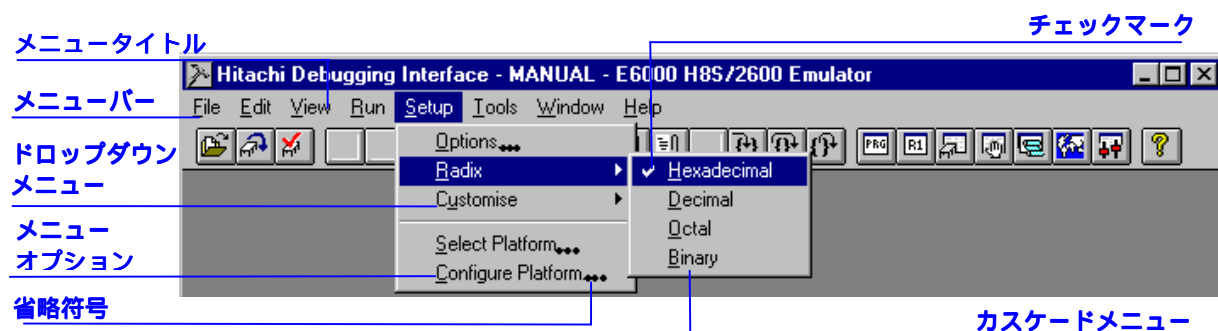 チェックマーク
メニュータイトル
Hitachi Debugging Interface - MANUAL - E6000 H8S/2600 Emulator
メニューバー
File Edit View Run Setup Tools Window Help
PRG R1 ?
ドロップダウン
メニュー
Options...
Radix
Customise
Select Platform...
Configure Platform...
Hexadecimal
Decimal
Octal
Binary
メニュー
オプション
省略符号
カスケードメニュー